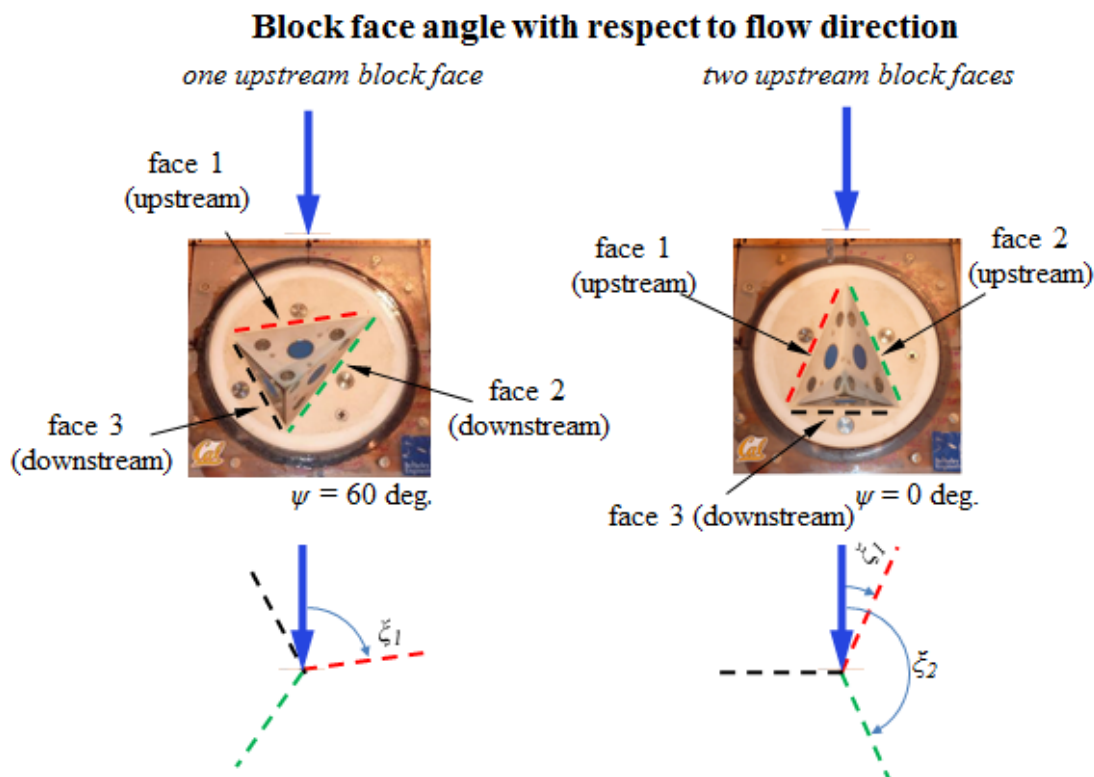 Block face angle with respect to flow direction
one upstream block face
two upstream block faces
face 1
(upstream)
face 2
(downstream)
face 3
(downstream)
ψ = 60 deg.
face 1
(upstream)
face 2
(upstream)
face 3 (downstream)
ψ = 0 deg.
Cal
ξ1
Cal
ξ1
ξ2